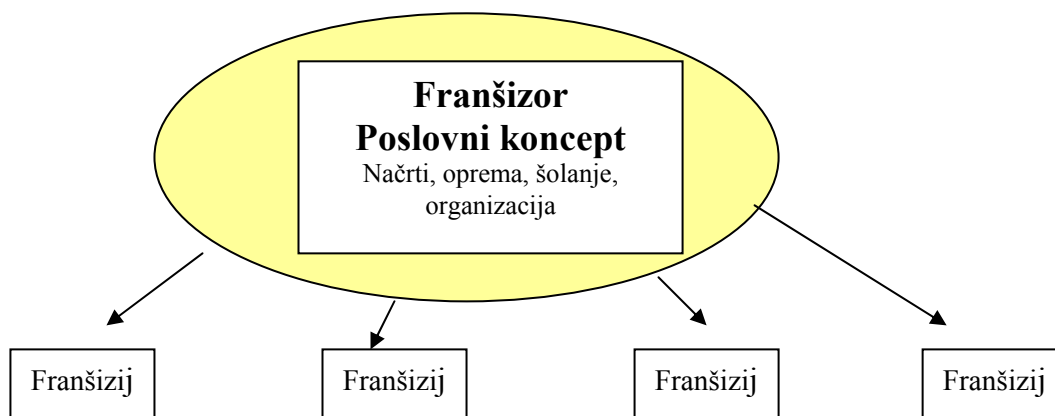 Franšizor
Poslovni koncept
Načrti, oprema, šolanje,
organizacija
Franšizij
Franšizij
Franšizij
Franšizij